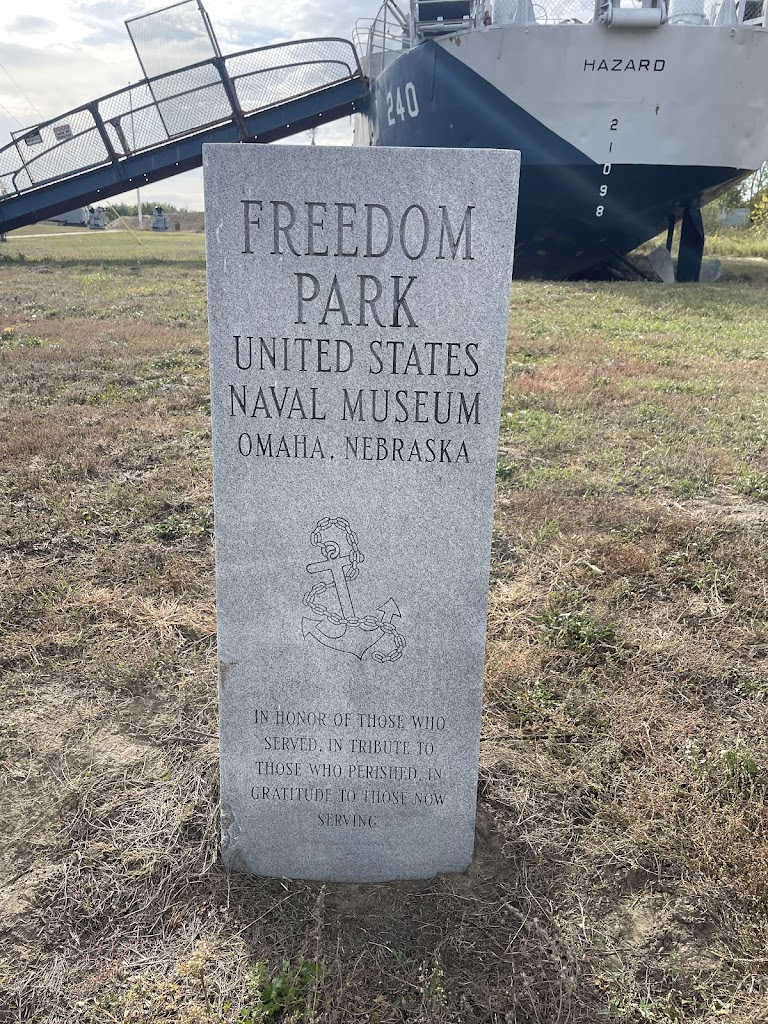 HAZARD
240
2
1
0
9
8
FREEDOM
PARK
UNITED STATES
NAVAL MUSEUM
OMAHA, NEBRASKA
IN HONOR OF THOSE WHO
SERVED, IN TRIBUTE TO
THOSE WHO PERISHED, IN
GRATITUDE TO THOSE NOW
SERVING